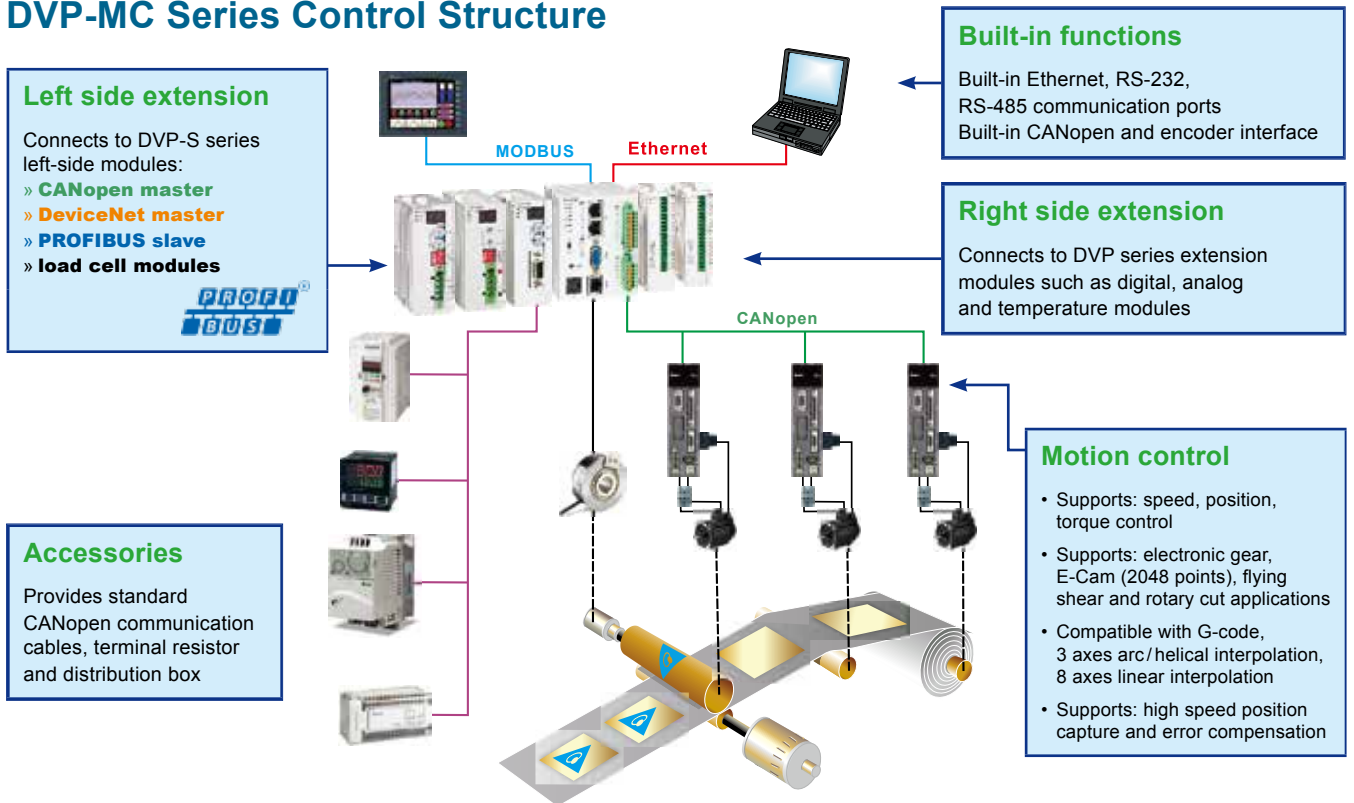 DVP-MC Series Control Structure
Left side extension
Connects to DVP-S series
left-side modules:
» CANopen master
» DeviceNet master
» PROFIBUS slave
» load cell modules
PROFI
BUS
®
MODBUS
Ethernet
Built-in functions
Built-in Ethernet, RS-232,
RS-485 communication ports
Built-in CANopen and encoder interface
Right side extension
Connects to DVP series extension
modules such as digital, analog
and temperature modules
CANopen
Accessories
Provides standard
CANopen communication
cables, terminal resistor
and distribution box
Motion control
• Supports: speed, position,
torque control
• Supports: electronic gear,
E-Cam (2048 points), flying
shear and rotary cut applications
• Compatible with G-code,
3 axes arc/helical interpolation,
8 axes linear interpolation
• Supports: high speed position
capture and error compensation